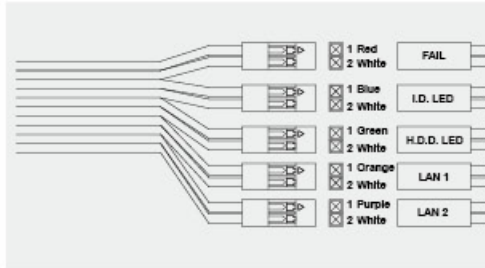 1 Red
2 White
FAIL
1 Blue
2 White
I.D. LED
1 Green
2 White
H.D.D. LED
1 Orange
2 White
LAN 1
1 Purple
2 White
LAN 2